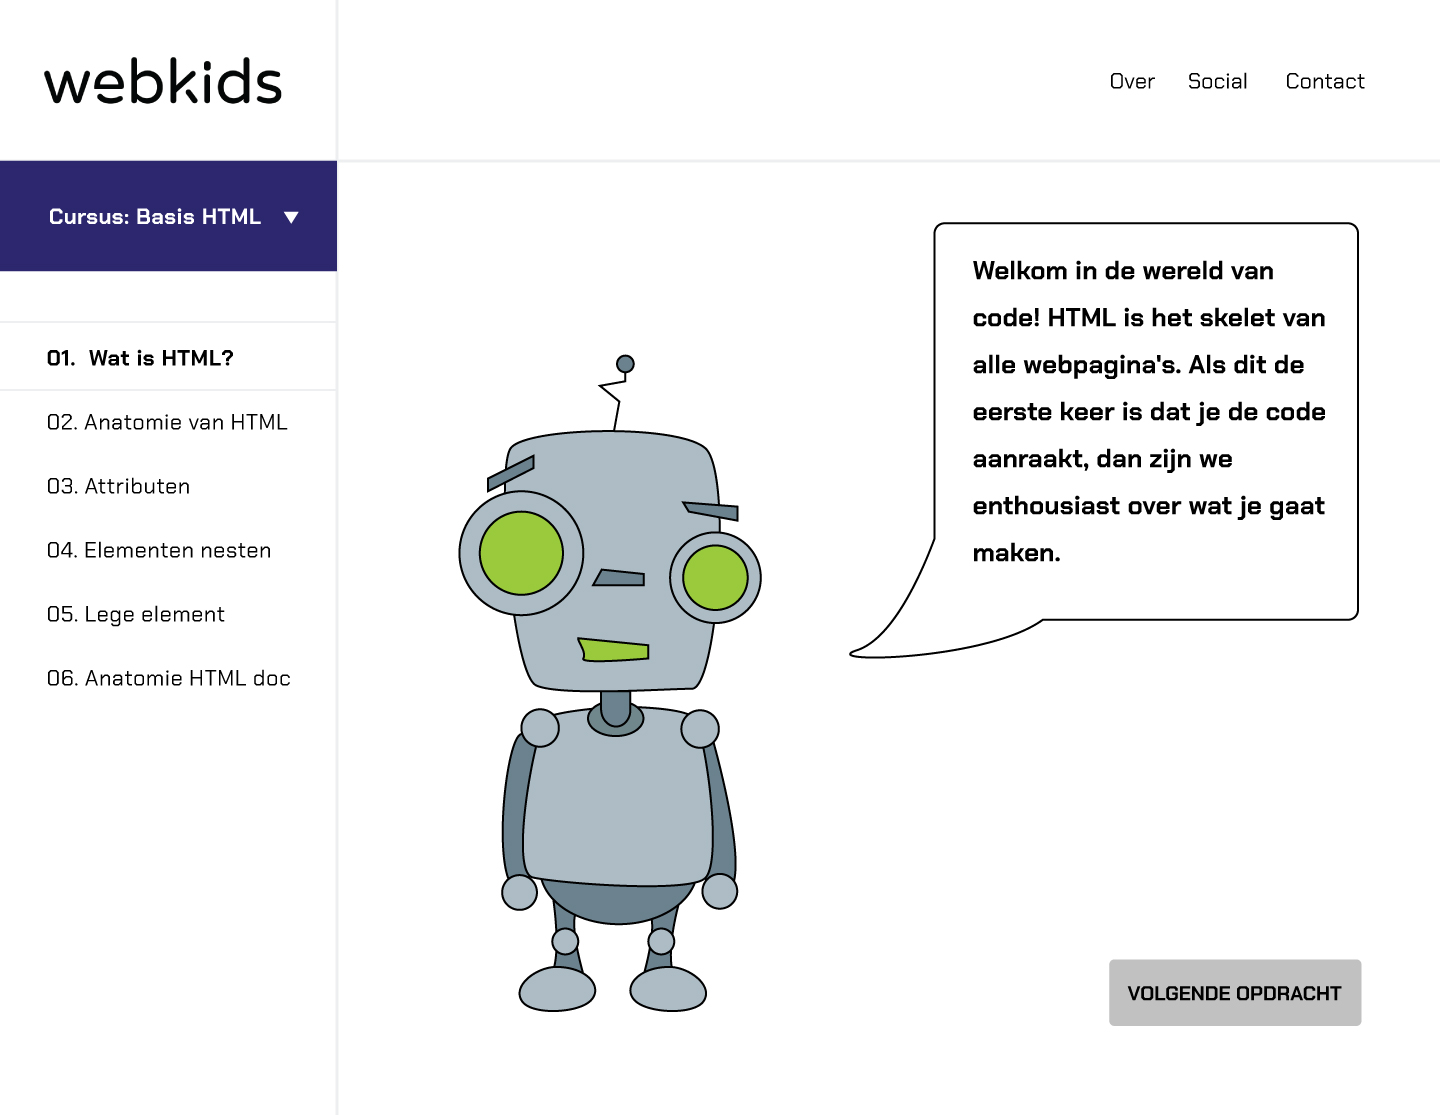 webkids
Over Social Contact
Cursus: Basis HTML
01. Wat is HTML?
02. Anatomie van HTML
03. Attributen
04. Elementen nesten
05. Lege element
06. Anatomie HTML doc
Welkom in de wereld van
code! HTML is het skelet van
alle webpagina's. Als dit de
eerste keer is dat je de code
aanraakt, dan zijn we
enthousiast over wat je gaat
maken.
VOLGENDE OPDRACHT